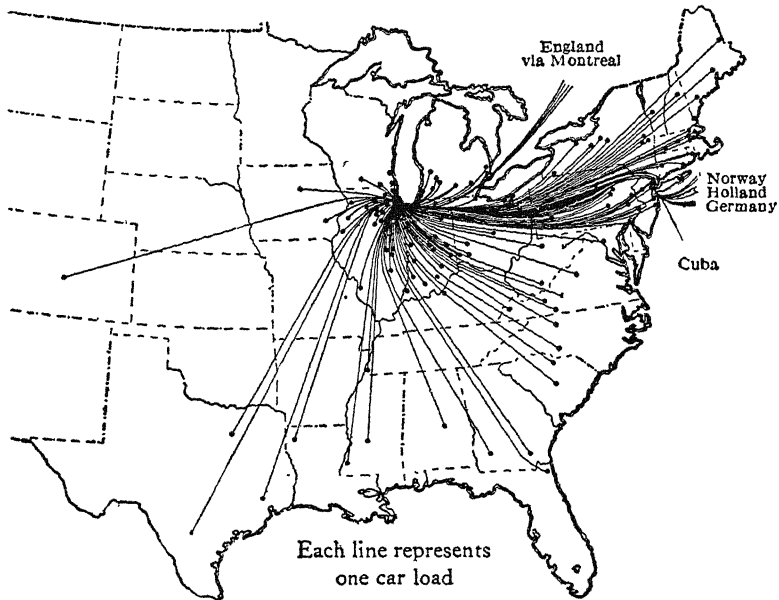 England
via Montreal
Norway
Holland
Germany
Cuba
Each line represents
one car load